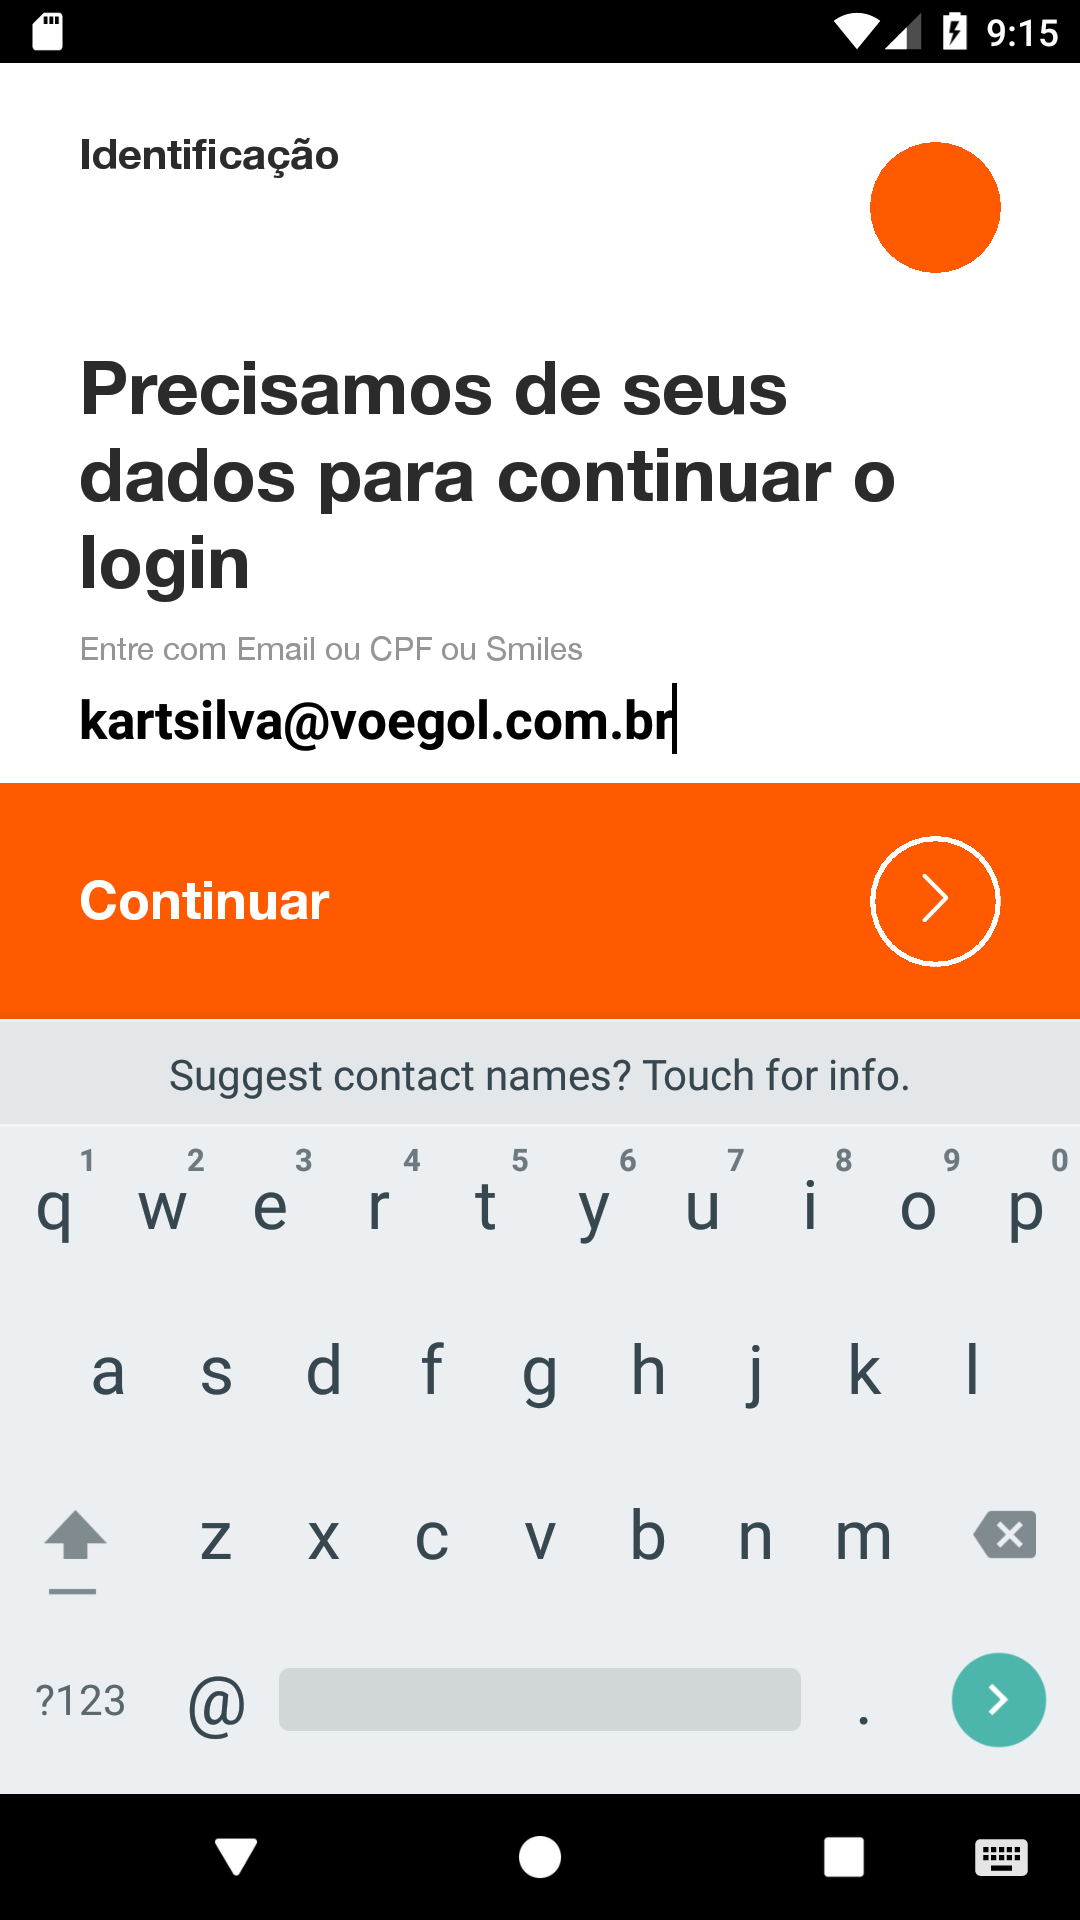 9:15
Identificação
Precisamos de seus
dados para continuar o
login
Entre com Email ou CPF ou Smiles
kartsilva@voegol.com.br
Continuar
Suggest contact names? Touch for info.
1 2 3 4 5 6 7 8 9 0
q w e r t y u i o p
a s d f g h j k l
z x c v b n m
?123 @ .